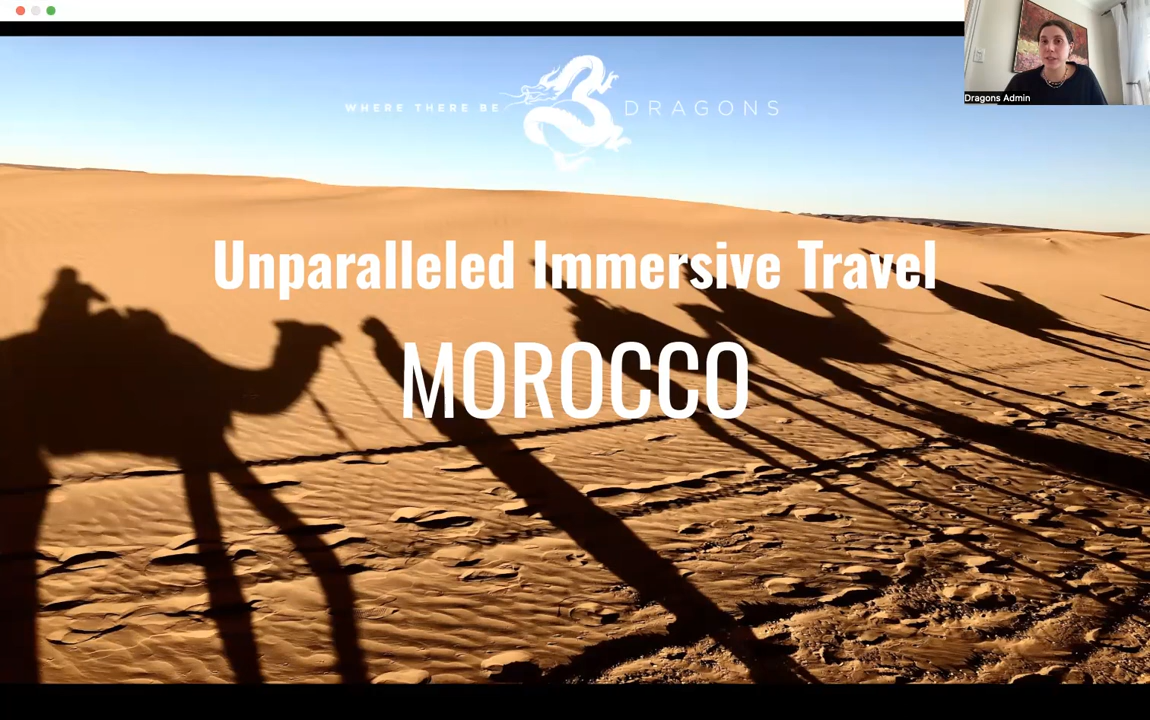 WHERE THERE BE DRAGONS
Dragons Admin
Unparalleled Immersive Travel
MOROCCO